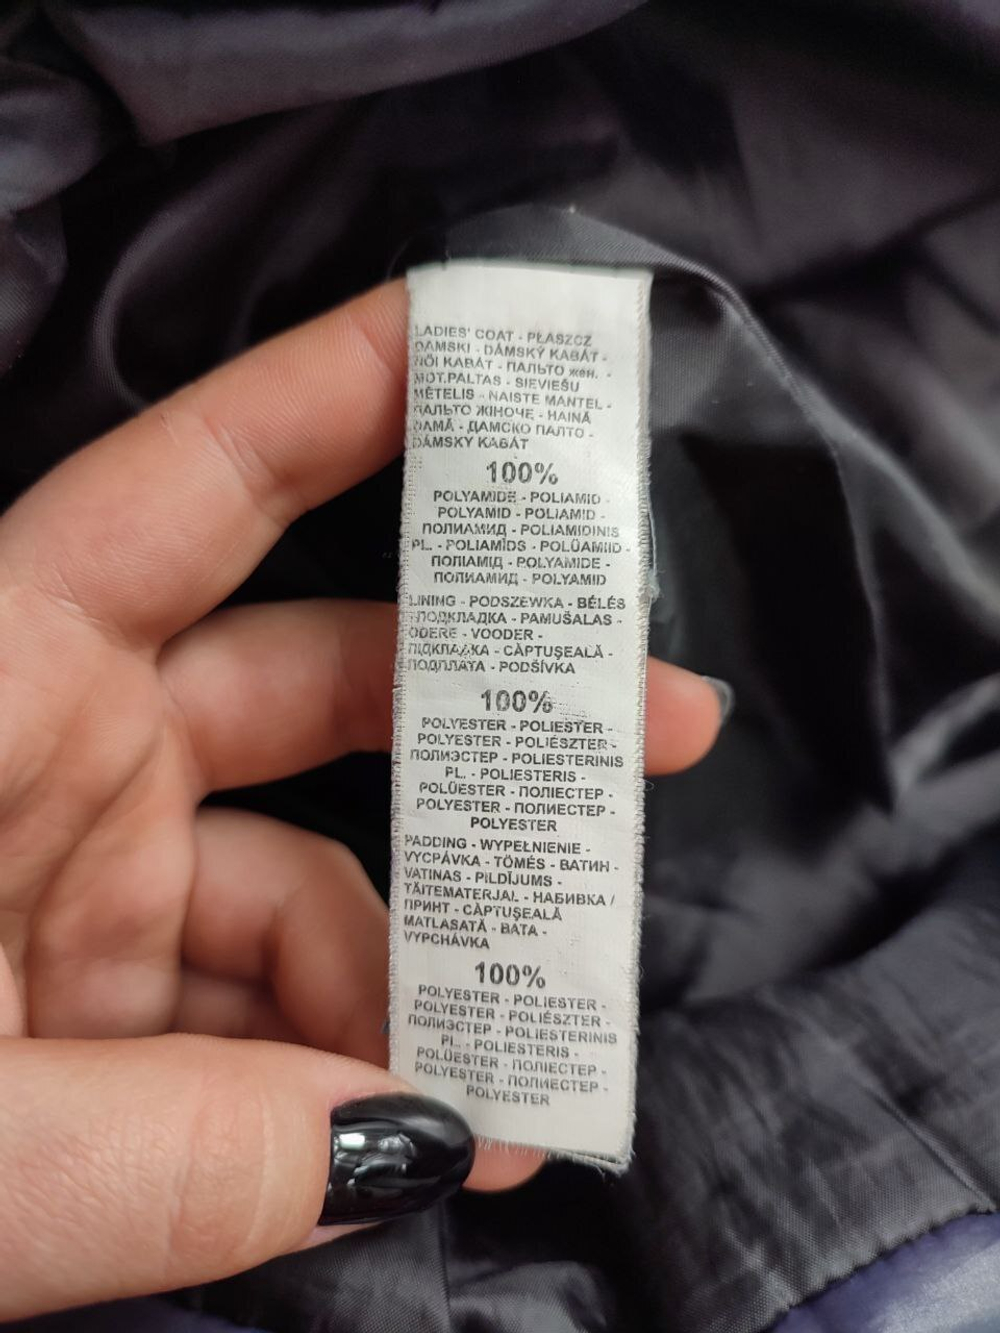 LADIES' COAT - PŁASZCZ
DAMSKI - DÁMSKÝ KABÁT -
NŐI KABÁT - ПАЛЬТО жен. -
MOT.PALTAS - SIEVIEŠU
MĒTELIS - NAISTE MANTEL -
ПАЛЬТО ЖІНОЧЕ - HAINĂ
DAMĂ - ДАМСКО ПАЛТО -
DÁMSKY KABÁT
100%
POLYAMIDE - POLIAMID -
POLYAMID - POLIAMID -
ПОЛИАМИД - POLIAMIDINIS
PL. - POLIAMĪDS - POLÜAMIID -
ПОЛІАМІД - POLYAMIDE -
ПОЛИАМИД - POLYAMID
LINING - PODSZEWKA - BÉLÉS
- ПОДКЛАДКА - PAMUŠALAS -
ODERE - VOODER -
ПІДКЛАДКА - CĂPTUŞEALĂ -
ПОДПЛАТА - PODŠÍVKA
100%
POLYESTER - POLIESTER -
POLYESTER - POLIÉSZTER -
ПОЛИЭСТЕР - POLIESTERINIS
PL. - POLIESTERIS -
POLÜESTER - ПОЛІЕСТЕР -
POLYESTER - ПОЛИЕСТЕР -
POLYESTER
PADDING - WYPEŁNIENIE -
VYCPÁVKA - TÖMÉS - ВАТИН -
VATINAS - PILDĪJUMS -
TÄITEMATERJAL - НАБИВКА /
ПРИНТ - CĂPTUŞEALĂ
MATLASATĂ - ВАТА -
VYPCHÁVKA
100%
POLYESTER - POLIESTER -
POLYESTER - POLIÉSZTER -
ПОЛИЭСТЕР - POLIESTERINIS
PL. - POLIESTERIS -
POLÜESTER - ПОЛІЕСТЕР -
POLYESTER - ПОЛИЕСТЕР -
POLYESTER